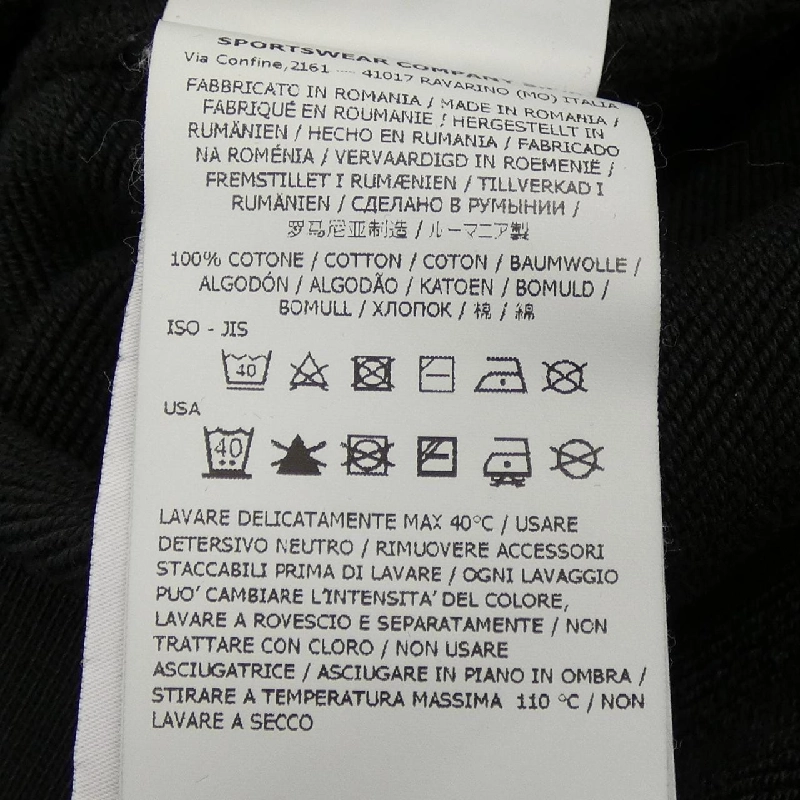 SPORTSWEAR COMPANY
Via Confine,2161 ---- 41017 RAVARINO (MO) ITALIA
FABBRICATO IN ROMANIA / MADE IN ROMANIA /
FABRIQUÉ EN ROUMANIE / HERGESTELLT IN
RUMÄNIEN / HECHO EN RUMANIA / FABRICADO
NA ROMÉNIA / VERVAARDIGD IN ROEMENIË /
FREMSTILLET I RUMÆNIEN / TILLVERKAD I
RUMÄNIEN / СДЕЛАНО В РУМЫНИИ /
罗马尼亚制造 / ルーマニア製
100% COTONE / COTTON / COTON / BAUMWOLLE /
ALGODÓN / ALGODÃO / KATOEN / BOMULD /
BOMULL / ХЛОПОК / 棉 / 綿
ISO - JIS
40
USA
40
LAVARE DELICATAMENTE MAX 40°C / USARE
DETERSIVO NEUTRO / RIMUOVERE ACCESSORI
STACCABILI PRIMA DI LAVARE / OGNI LAVAGGIO
PUO' CAMBIARE L'INTENSITA' DEL COLORE,
LAVARE A ROVESCIO E SEPARATAMENTE / NON
TRATTARE CON CLORO / NON USARE
ASCIUGATRICE / ASCIUGARE IN PIANO IN OMBRA /
STIRARE A TEMPERATURA MASSIMA 110 °C / NON
LAVARE A SECCO